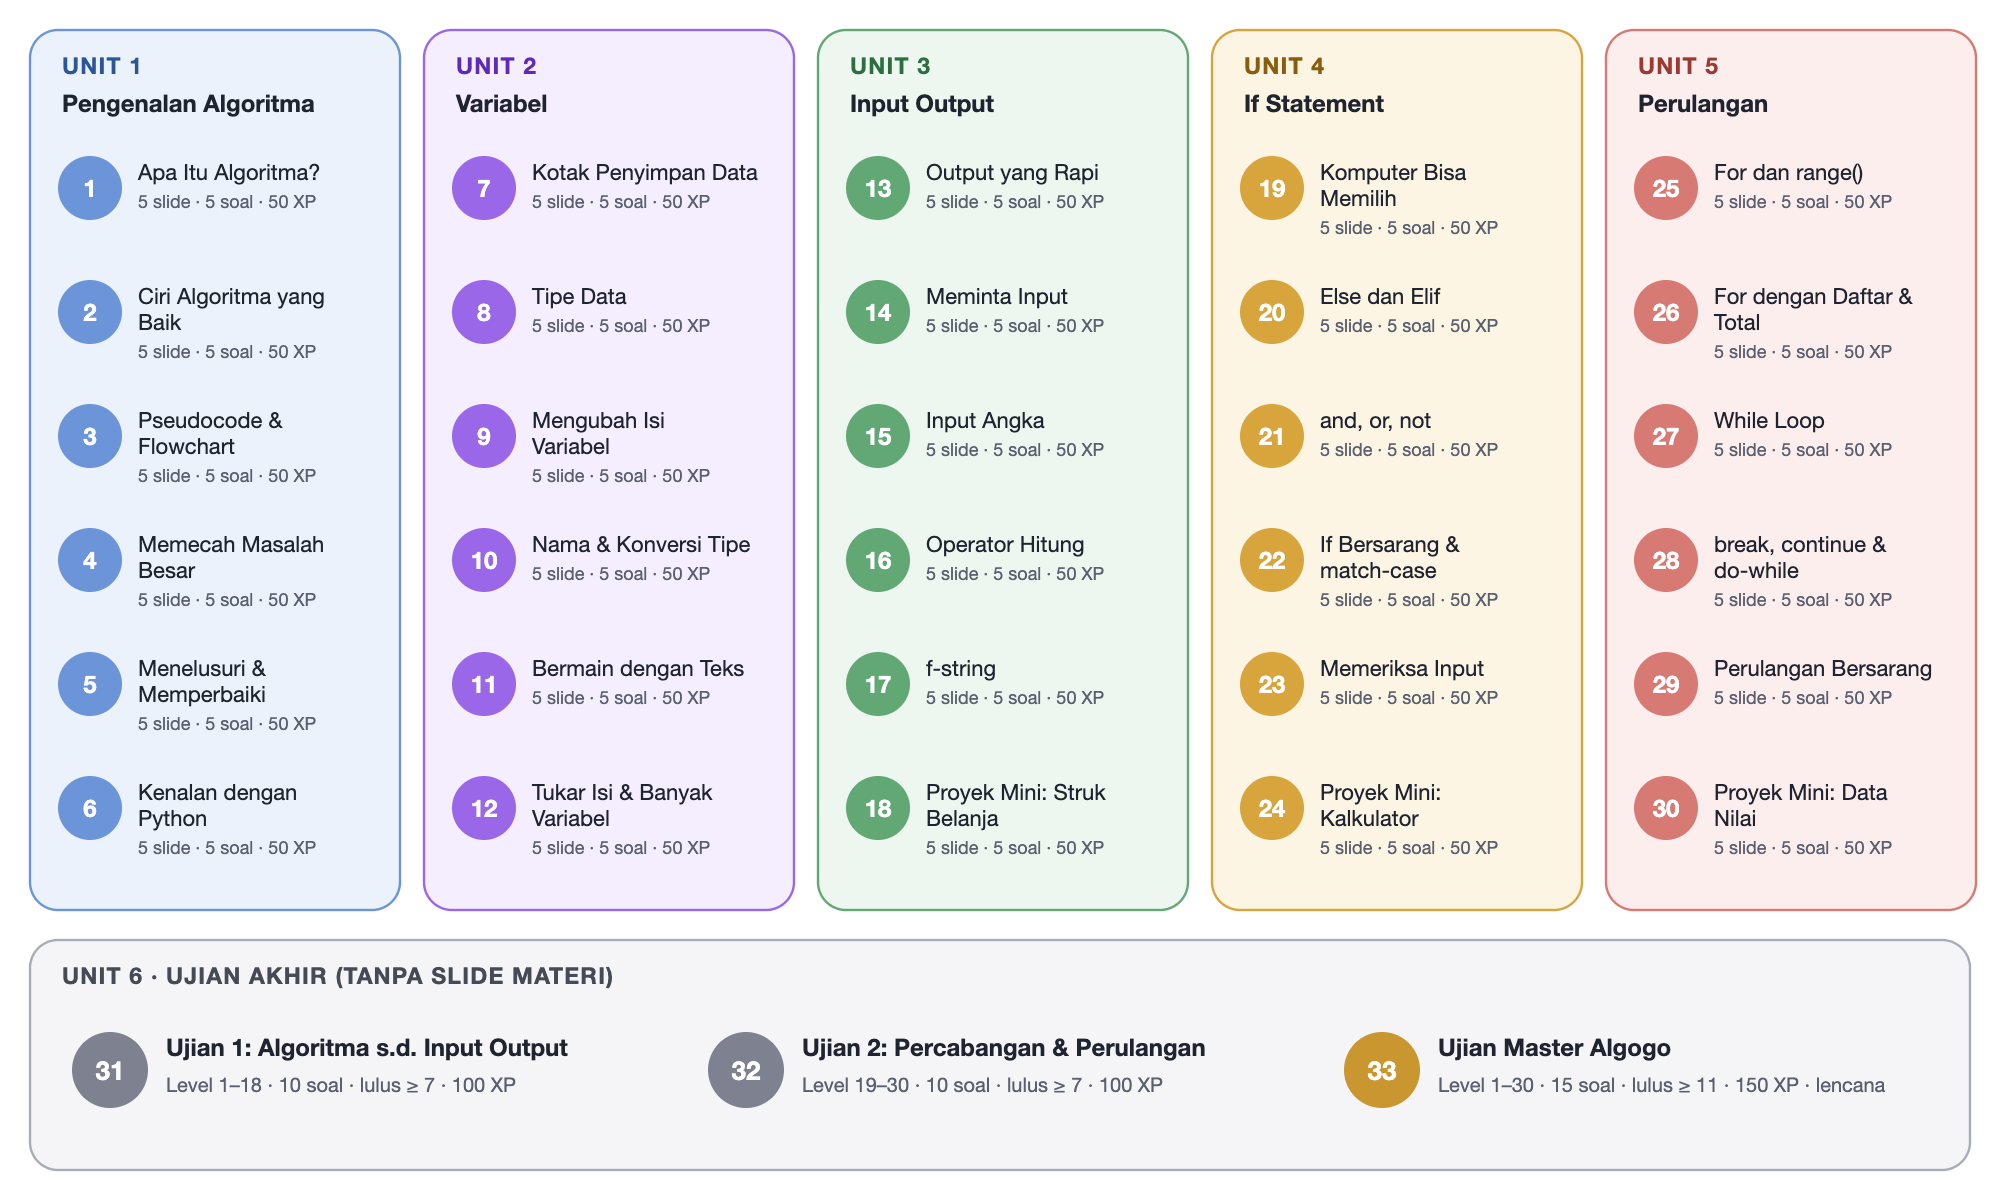 UNIT 1
Pengenalan Algoritma
1
Apa Itu Algoritma?
5 slide · 5 soal · 50 XP
2
Ciri Algoritma yang
Baik
5 slide · 5 soal · 50 XP
3
Pseudocode &
Flowchart
5 slide · 5 soal · 50 XP
4
Memecah Masalah
Besar
5 slide · 5 soal · 50 XP
5
Menelusuri &
Memperbaiki
5 slide · 5 soal · 50 XP
6
Kenalan dengan
Python
5 slide · 5 soal · 50 XP
UNIT 2
Variabel
7
Kotak Penyimpan Data
5 slide · 5 soal · 50 XP
8
Tipe Data
5 slide · 5 soal · 50 XP
9
Mengubah Isi
Variabel
5 slide · 5 soal · 50 XP
10
Nama & Konversi Tipe
5 slide · 5 soal · 50 XP
11
Bermain dengan Teks
5 slide · 5 soal · 50 XP
12
Tukar Isi & Banyak
Variabel
5 slide · 5 soal · 50 XP
UNIT 3
Input Output
13
Output yang Rapi
5 slide · 5 soal · 50 XP
14
Meminta Input
5 slide · 5 soal · 50 XP
15
Input Angka
5 slide · 5 soal · 50 XP
16
Operator Hitung
5 slide · 5 soal · 50 XP
17
f-string
5 slide · 5 soal · 50 XP
18
Proyek Mini: Struk
Belanja
5 slide · 5 soal · 50 XP
UNIT 4
If Statement
19
Komputer Bisa
Memilih
5 slide · 5 soal · 50 XP
20
Else dan Elif
5 slide · 5 soal · 50 XP
21
and, or, not
5 slide · 5 soal · 50 XP
22
If Bersarang &
match-case
5 slide · 5 soal · 50 XP
23
Memeriksa Input
5 slide · 5 soal · 50 XP
24
Proyek Mini:
Kalkulator
5 slide · 5 soal · 50 XP
UNIT 5
Perulangan
25
For dan range()
5 slide · 5 soal · 50 XP
26
For dengan Daftar &
Total
5 slide · 5 soal · 50 XP
27
While Loop
5 slide · 5 soal · 50 XP
28
break, continue &
do-while
5 slide · 5 soal · 50 XP
29
Perulangan Bersarang
5 slide · 5 soal · 50 XP
30
Proyek Mini: Data
Nilai
5 slide · 5 soal · 50 XP
UNIT 6 · UJIAN AKHIR (TANPA SLIDE MATERI)
31
Ujian 1: Algoritma s.d. Input Output
Level 1–18 · 10 soal · lulus ≥ 7 · 100 XP
32
Ujian 2: Percabangan & Perulangan
Level 19–30 · 10 soal · lulus ≥ 7 · 100 XP
33
Ujian Master Algogo
Level 1–30 · 15 soal · lulus ≥ 11 · 150 XP · lencana